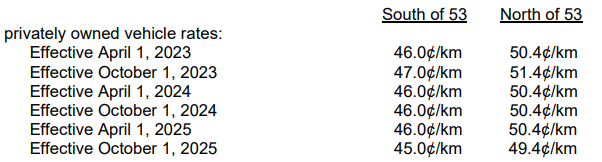 South of 53 North of 53
privately owned vehicle rates:
Effective April 1, 2023 46.0¢/km 50.4¢/km
Effective October 1, 2023 47.0¢/km 51.4¢/km
Effective April 1, 2024 46.0¢/km 50.4¢/km
Effective October 1, 2024 46.0¢/km 50.4¢/km
Effective April 1, 2025 46.0¢/km 50.4¢/km
Effective October 1, 2025 45.0¢/km 49.4¢/km